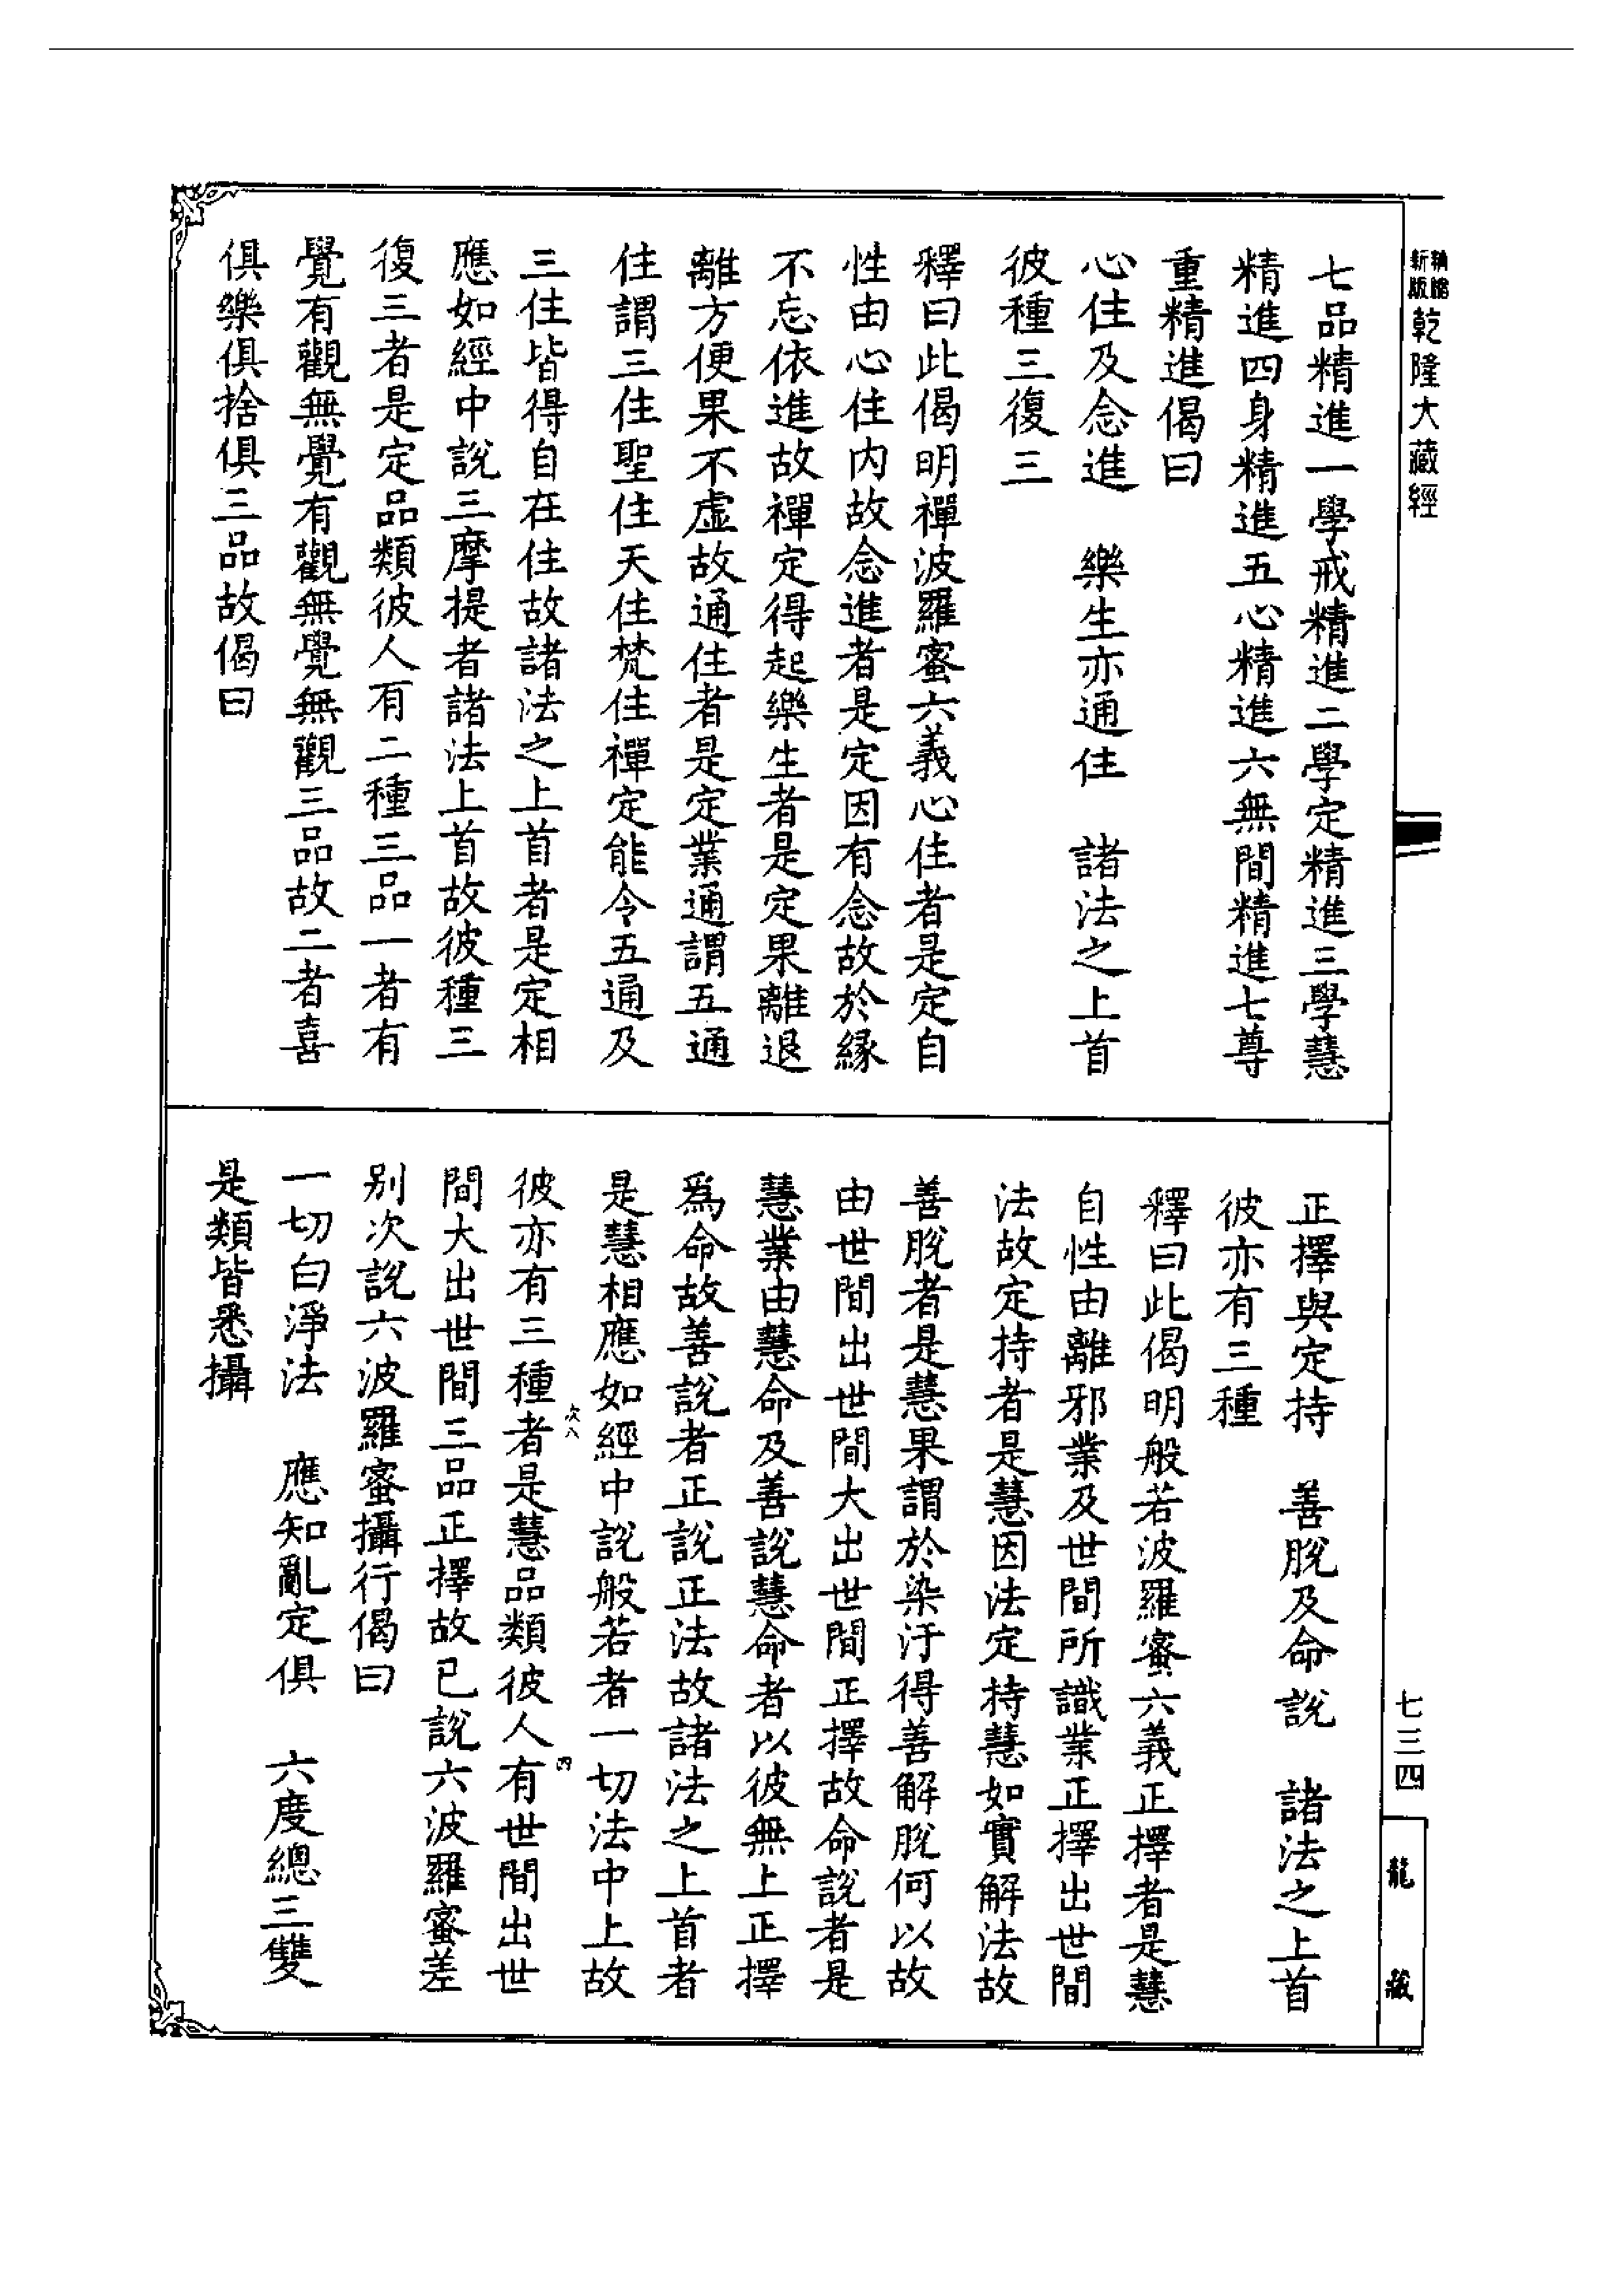 新編縮版乾隆大藏經
七品精進一學戒精進二學定精進三學慧
精進四身精進五心精進六無間精進七尊
重精進偈曰
心住及念進　樂生亦通住　諸法之上首
彼種三復三
釋曰此偈明禪波羅蜜六義心住者是定自
性由心住內故念進者是定因有念故於緣
不忘依進故禪定得起樂生者是定果離退
離方便果不虛故通住者是定業通謂五通
住謂三住聖住天住梵住禪定能令五通及
三住皆得自在住故諸法之上首者是定相
應如經中說三摩提者諸法上首故彼種三
復三者是定品類彼人有二種三品一者有
覺有觀無覺有觀無覺無觀三品故二者喜
俱樂俱捨俱三品故偈曰
正擇與定持　善脫及命說　諸法之上首
彼亦有三種
釋曰此偈明般若波羅蜜六義正擇者是慧
自性由離邪業及世間所識業正擇出世間
法故定持者是慧因法定持慧如實解法故
善脫者是慧果謂於染汙得善解脫何以故
由世間出世間大出世間正擇故命說者是
慧業由慧命及善說慧命者以彼無上正擇
爲命故善說者正說正法故諸法之上首者
是慧相應如經中說般若者一切法中上故
次八
四
彼亦有三種者是慧品類彼人有世間出世
間大出世間三品正擇故已說六波羅蜜差
別次說六波羅蜜攝行偈曰
一切白淨法　應知亂定俱　六度總三雙
是類皆悉攝
七三四
龍藏